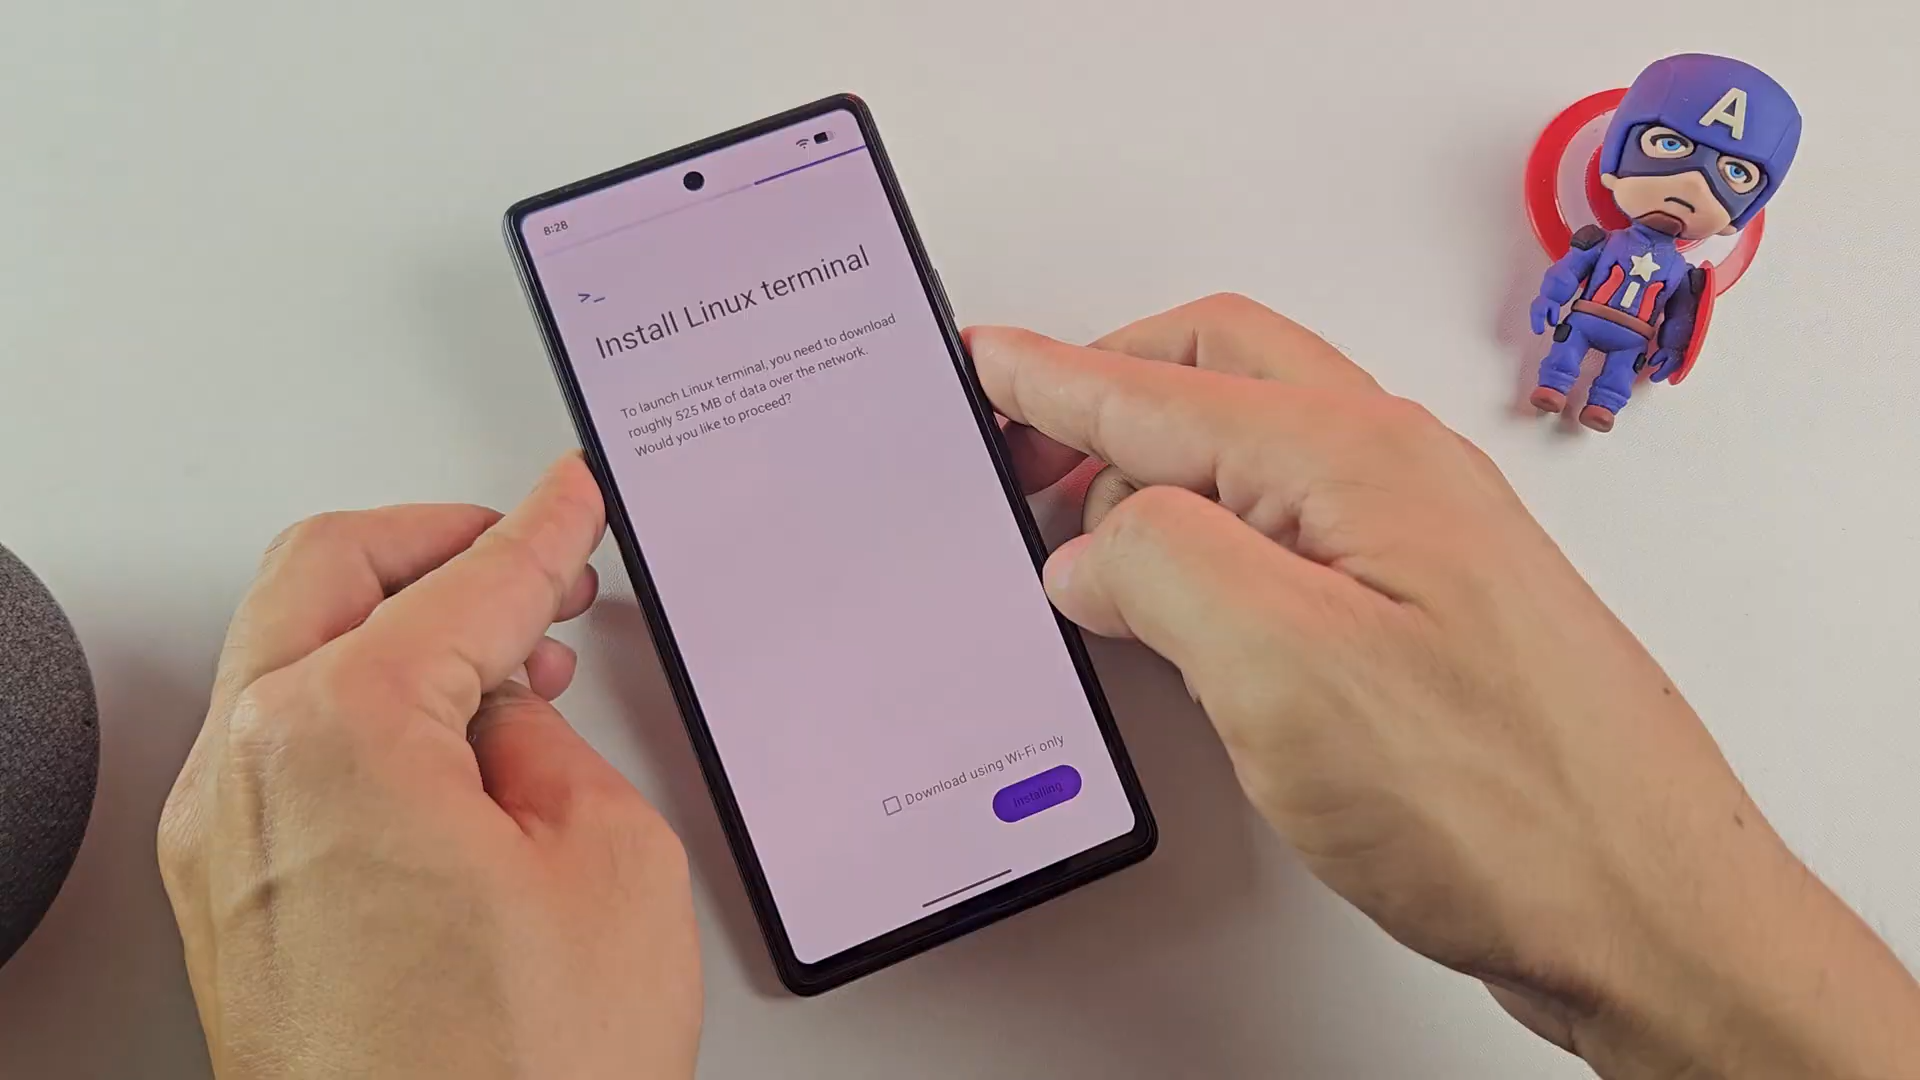 8:28
>_
Install Linux terminal
To launch Linux terminal, you need to download
roughly 525 MB of data over the network.
Would you like to proceed?
Download using Wi-Fi only
Installing
A